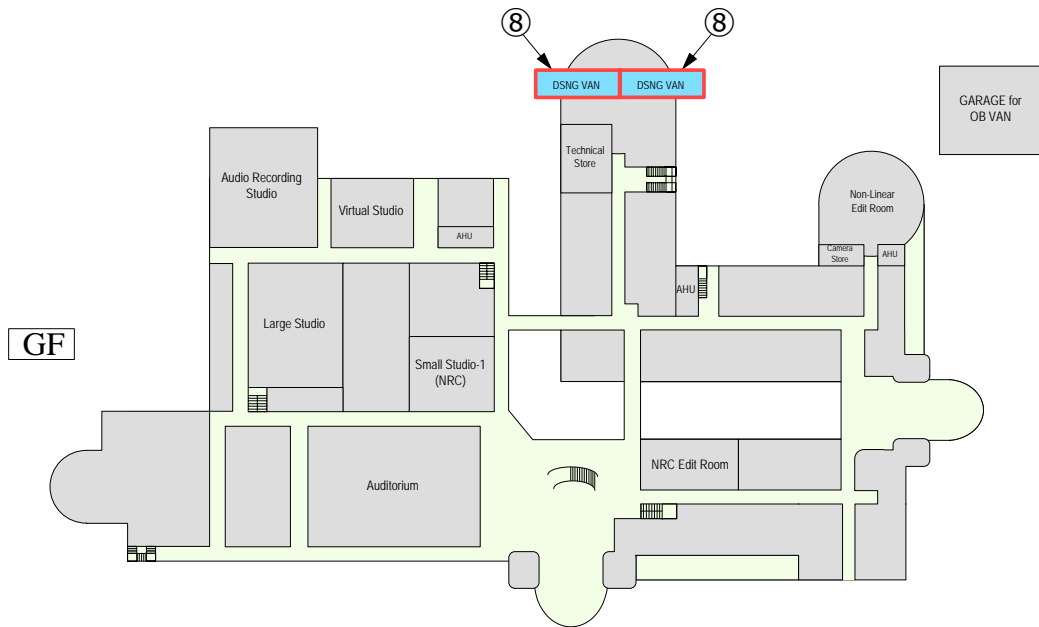 ⑧ ⑧
DSNG VAN DSNG VAN
GARAGE for
OB VAN
Technical
Store
Audio Recording
Studio
Virtual Studio
AHU
Non-Linear
Edit Room
Camera
Store
AHU
AHU
Large Studio
GF
Small Studio-1
(NRC)
NRC Edit Room
Auditorium